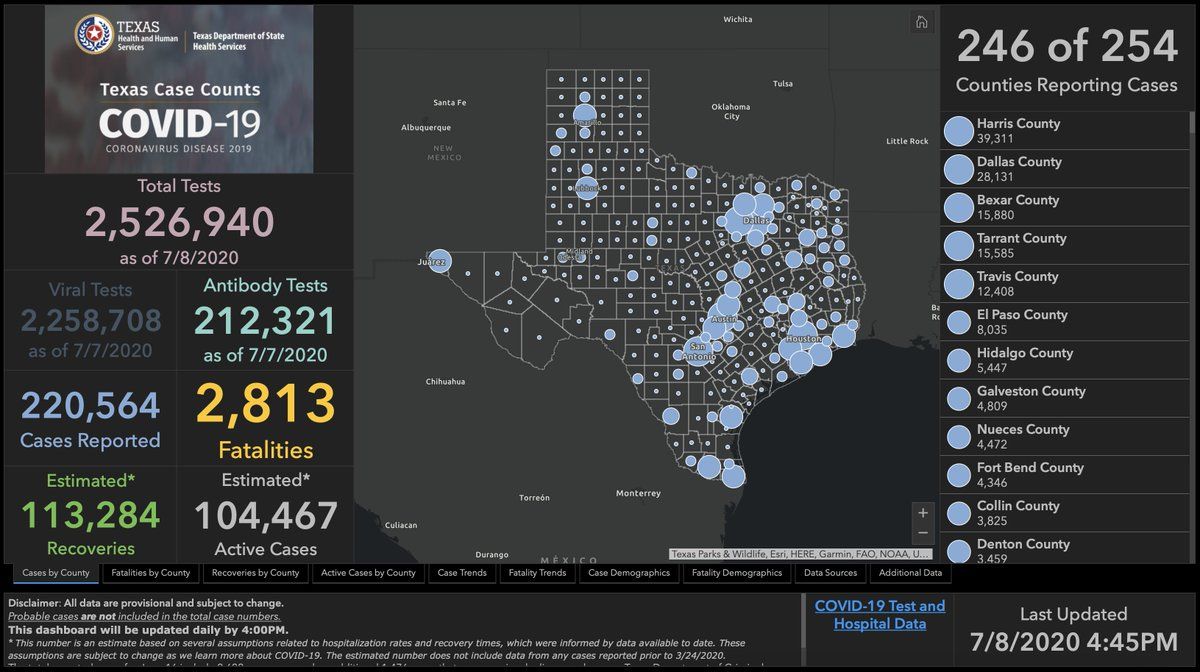 TEXAS
Health and Human
Services
Texas Department of State
Health Services
Texas Case Counts
COVID-19
CORONAVIRUS DISEASE 2019
Total Tests
2,526,940
as of 7/8/2020
Viral Tests
2,258,708
as of 7/7/2020
Antibody Tests
212,321
as of 7/7/2020
220,564
Cases Reported
2,813
Fatalities
Estimated*
113,284
Recoveries
Estimated*
104,467
Active Cases
Wichita
Santa Fe
Tulsa
Amarillo
Oklahoma
City
Albuquerque
NEW
MEXICO
Little Rock
Lubbock
Dallas
Midland
Odessa
Juárez
TEXAS
Austin
Houston
San
Antonio
Chihuahua
Monterrey
Torreón
Culiacan
Durango
MÉXICO
+
−
Texas Parks & Wildlife, Esri, HERE, Garmin, FAO, NOAA, U...
246 of 254
Counties Reporting Cases
Harris County
39,311
Dallas County
28,131
Bexar County
15,880
Tarrant County
15,585
Travis County
12,408
El Paso County
8,035
Hidalgo County
5,447
Galveston County
4,809
Nueces County
4,472
Fort Bend County
4,346
Collin County
3,825
Denton County
3,459
Cases by County
Fatalities by County
Recoveries by County
Active Cases by County
Case Trends
Fatality Trends
Case Demographics
Fatality Demographics
Data Sources
Additional Data
Disclaimer: All data are provisional and subject to change.
Probable cases are not included in the total case numbers.
This dashboard will be updated daily by 4:00PM.
*This number is an estimate based on several assumptions related to hospitalization rates and recovery times, which were informed by data available to date. These
assumptions are subject to change as we learn more about COVID-19. The estimated number does not include data from any cases reported prior to 3/24/2020.
COVID-19 Test and
Hospital Data
Last Updated
7/8/2020 4:45PM